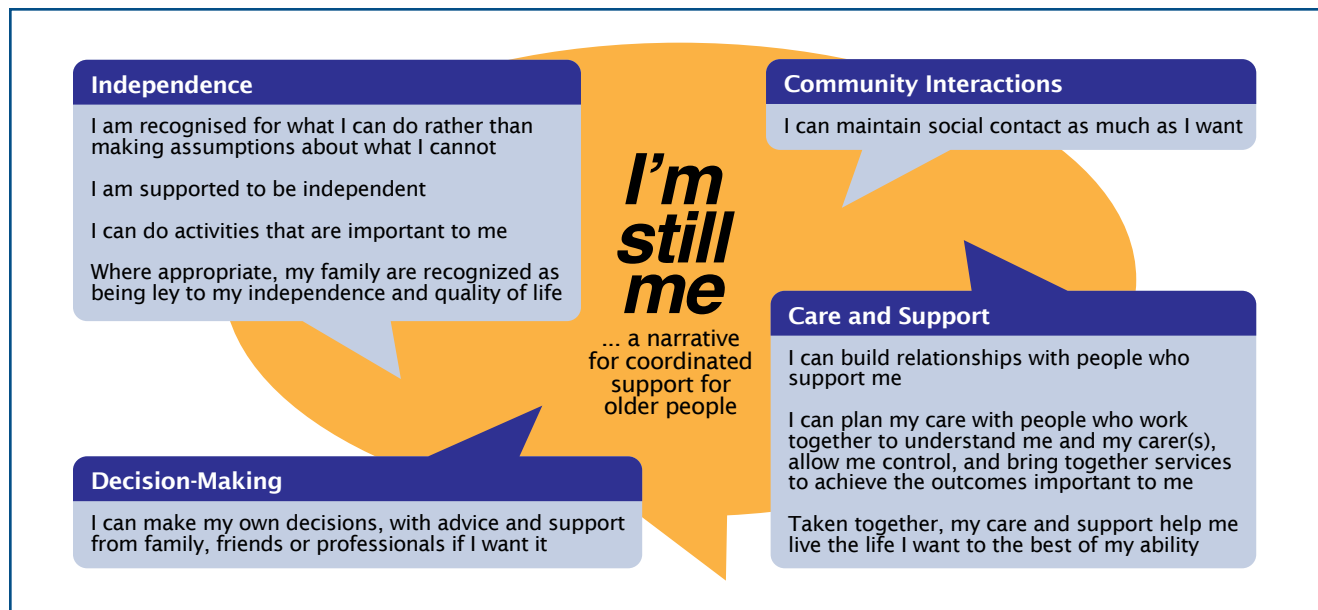 Independence
I am recognised for what I can do rather than
making assumptions about what I cannot
I am supported to be independent
I can do activities that are important to me
Where appropriate, my family are recognized as
being ley to my independence and quality of life
Community Interactions
I can maintain social contact as much as I want
I'm
still
me
... a narrative
for coordinated
support for
older people
Decision-Making
I can make my own decisions, with advice and support
from family, friends or professionals if I want it
Care and Support
I can build relationships with people who
support me
I can plan my care with people who work
together to understand me and my carer(s),
allow me control, and bring together services
to achieve the outcomes important to me
Taken together, my care and support help me
live the life I want to the best of my ability